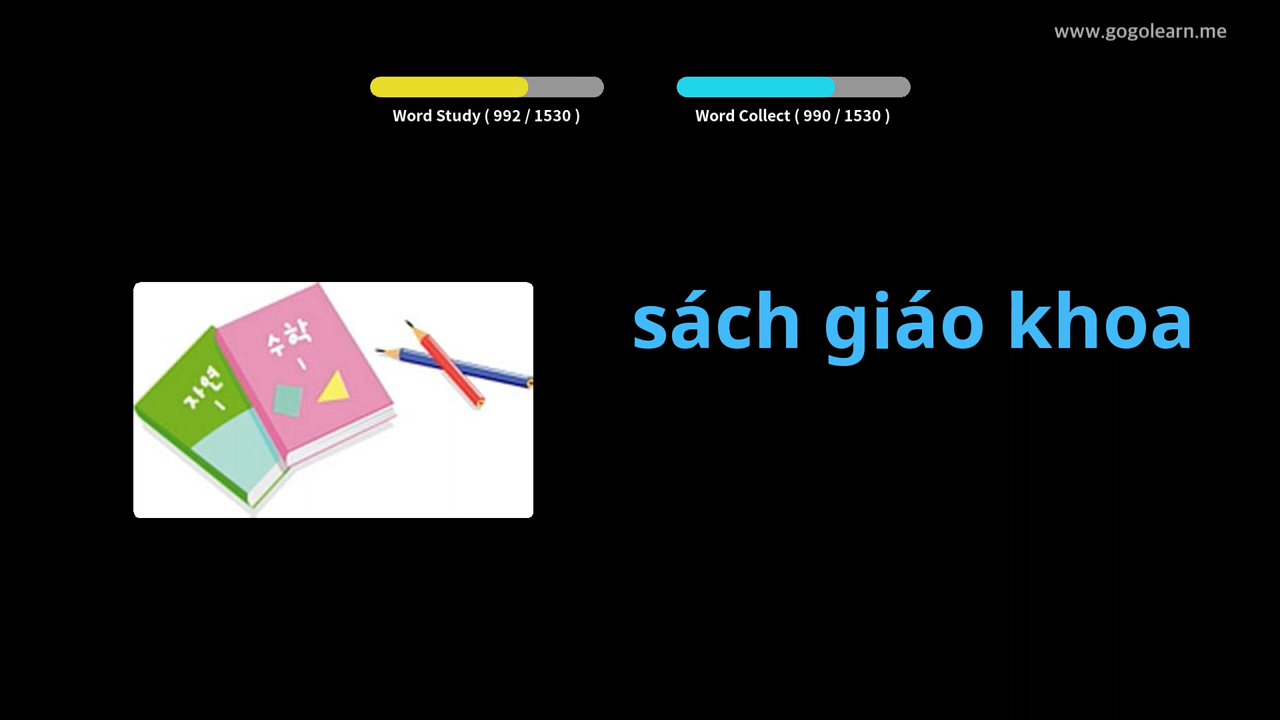 www.gogolearn.me
Word Study ( 992 / 1530 )
Word Collect ( 990 / 1530 )
수학
1
자연
1
sách giáo khoa